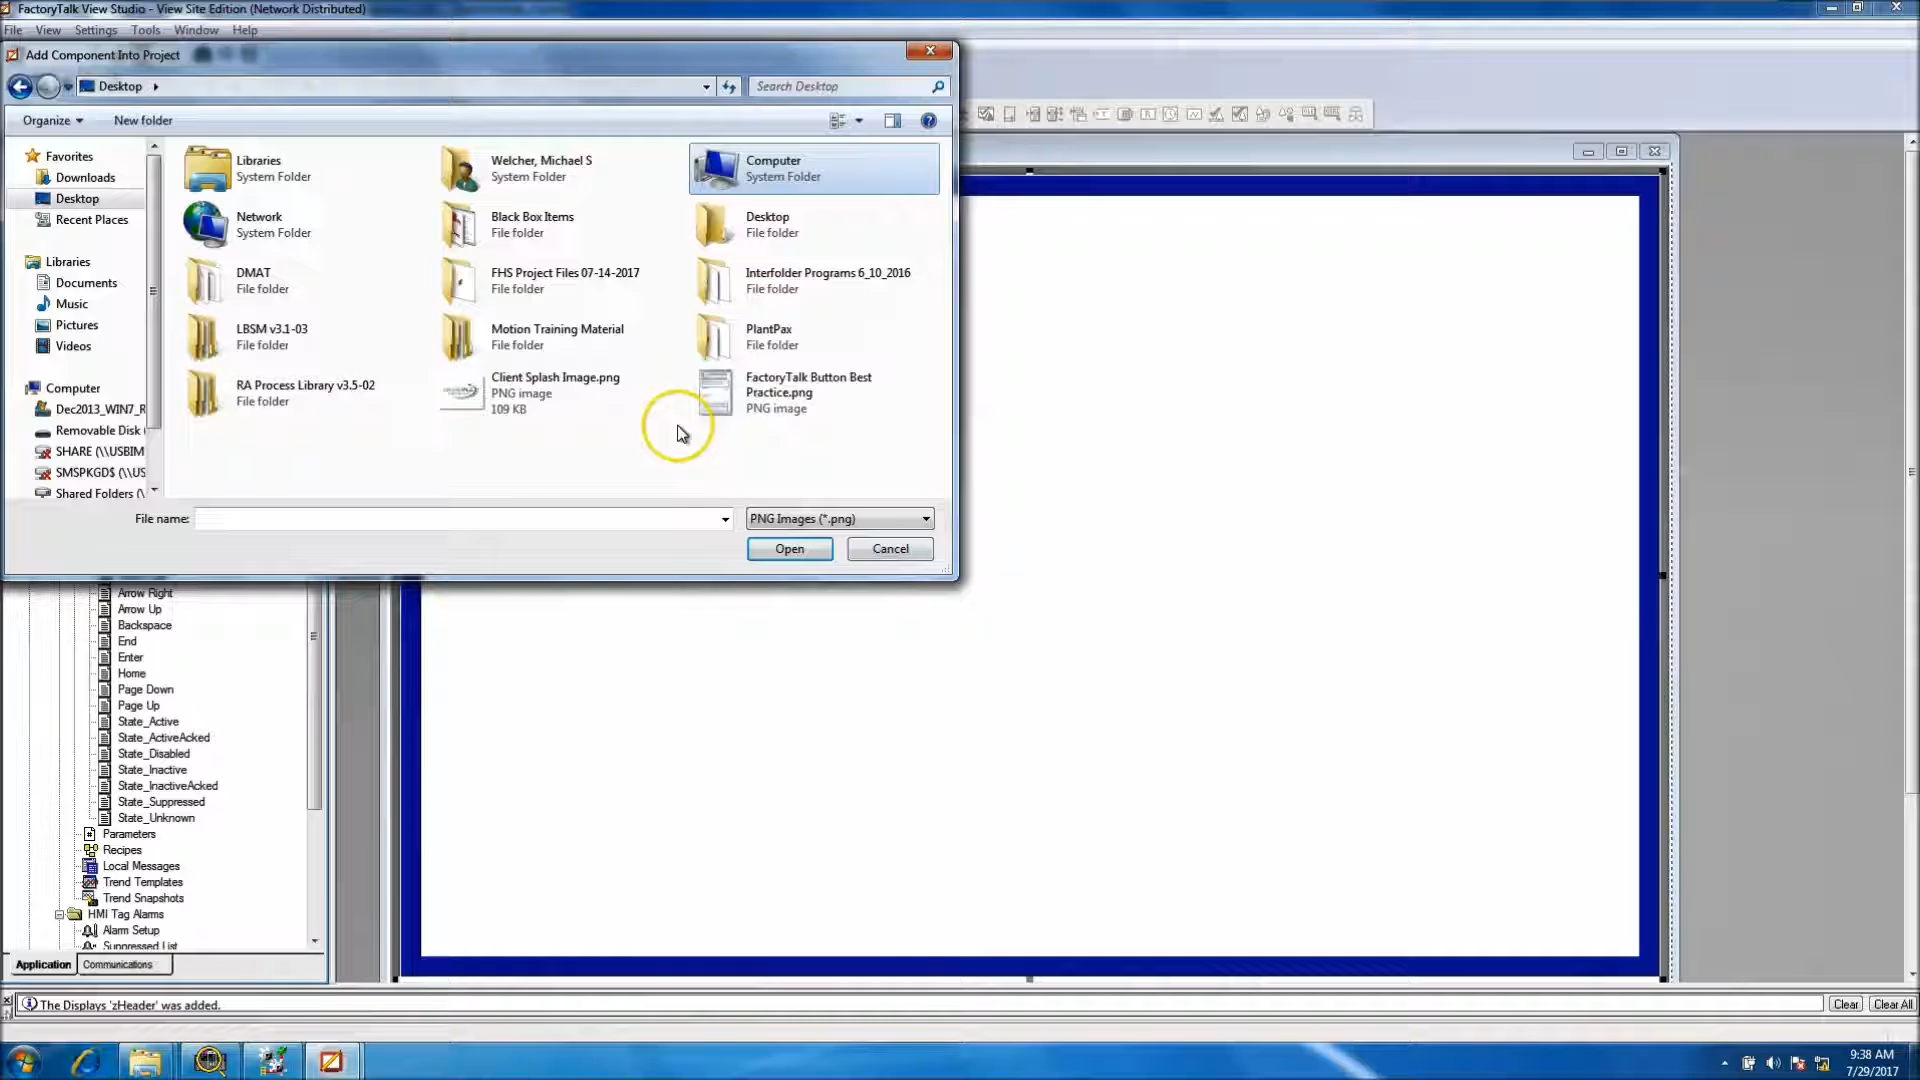 FactoryTalk View Studio - View Site Edition (Network Distributed)
File View Settings Tools Window Help
Add Component Into Project
Desktop
Search Desktop
Organize New folder
Favorites
Downloads
Desktop
Recent Places
Libraries
Documents
Music
Pictures
Videos
Computer
Dec2013_WIN7_R
Removable Disk
SHARE (\\USBIM
SMSPKGD$ (\\US
Shared Folders (\
Libraries
System Folder
Welcher, Michael S
System Folder
Computer
System Folder
Network
System Folder
Black Box Items
File folder
Desktop
File folder
DMAT
File folder
FHS Project Files 07-14-2017
File folder
Interfolder Programs 6_10_2016
File folder
LBSM v3.1-03
File folder
Motion Training Material
File folder
PlantPax
File folder
RA Process Library v3.5-02
File folder
Client Splash Image.png
PNG image
109 KB
FactoryTalk Button Best
Practice.png
PNG image
File name:
PNG Images (*.png)
Open Cancel
Arrow Right
Arrow Up
Backspace
End
Enter
Home
Page Down
Page Up
State_Active
State_ActiveAcked
State_Disabled
State_Inactive
State_InactiveAcked
State_Suppressed
State_Unknown
Parameters
Recipes
Local Messages
Trend Templates
Trend Snapshots
HMI Tag Alarms
Alarm Setup
Suppressed List
Application Communications
The Displays 'zHeader' was added.
Clear Clear All
9:38 AM
7/29/2017